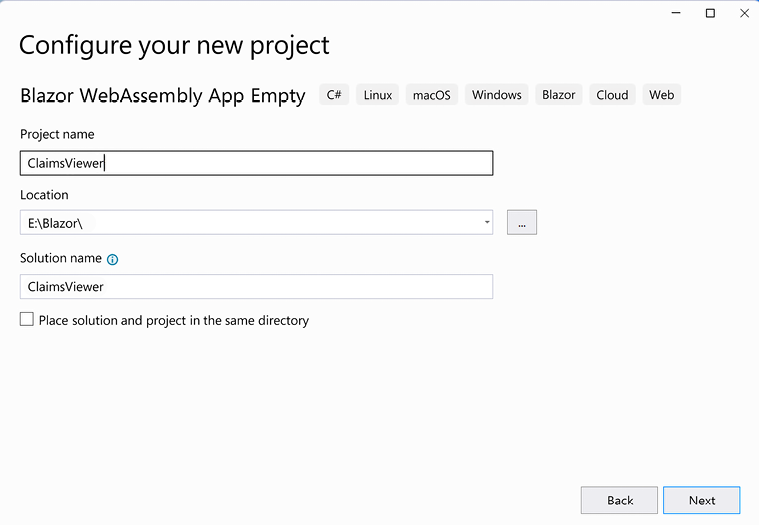 Configure your new project
Blazor WebAssembly App Empty C# Linux macOS Windows Blazor Cloud Web
Project name
ClaimsViewer
Location
E:\Blazor\
...
Solution name
ClaimsViewer
Place solution and project in the same directory
Back Next